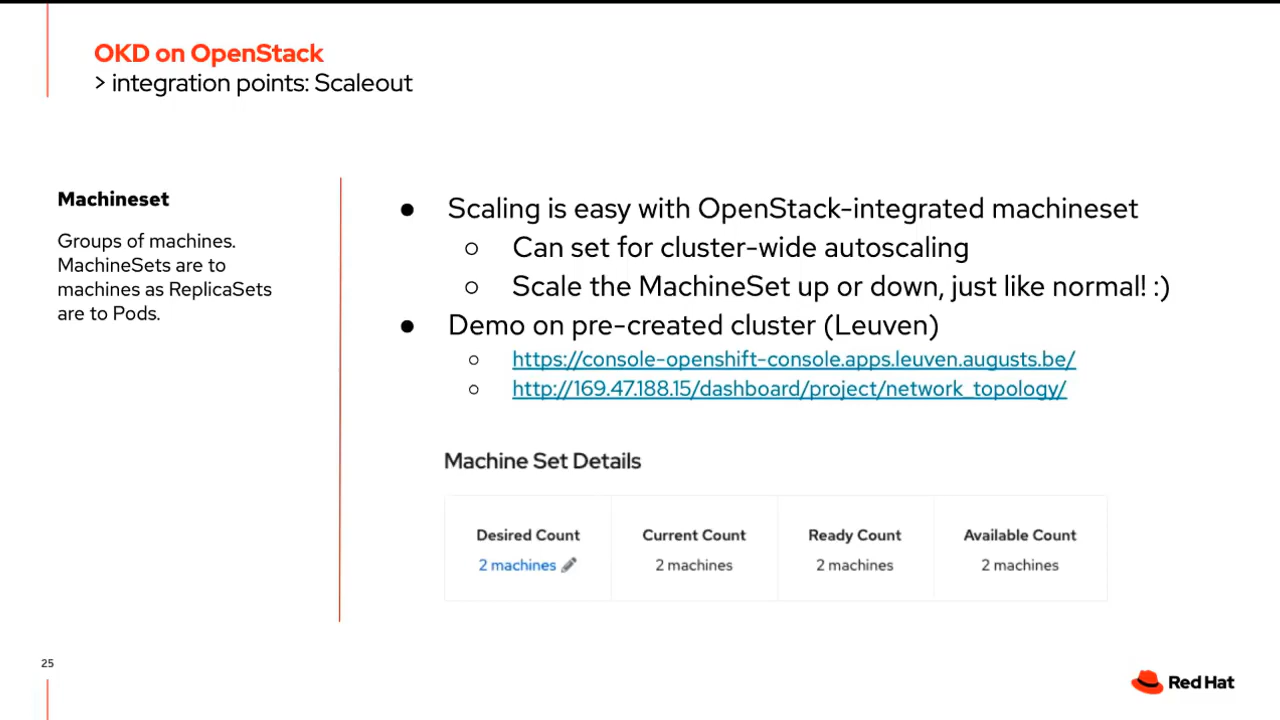 OKD on OpenStack
> integration points: Scaleout
Machineset
Groups of machines.
MachineSets are to
machines as ReplicaSets
are to Pods.
● Scaling is easy with OpenStack-integrated machineset
○ Can set for cluster-wide autoscaling
○ Scale the MachineSet up or down, just like normal! :)
● Demo on pre-created cluster (Leuven)
○ https://console-openshift-console.apps.leuven.augusts.be/
○ http://169.47.188.15/dashboard/project/network_topology/
Machine Set Details
Desired Count Current Count Ready Count Available Count
2 machines 2 machines 2 machines 2 machines
25
Red Hat